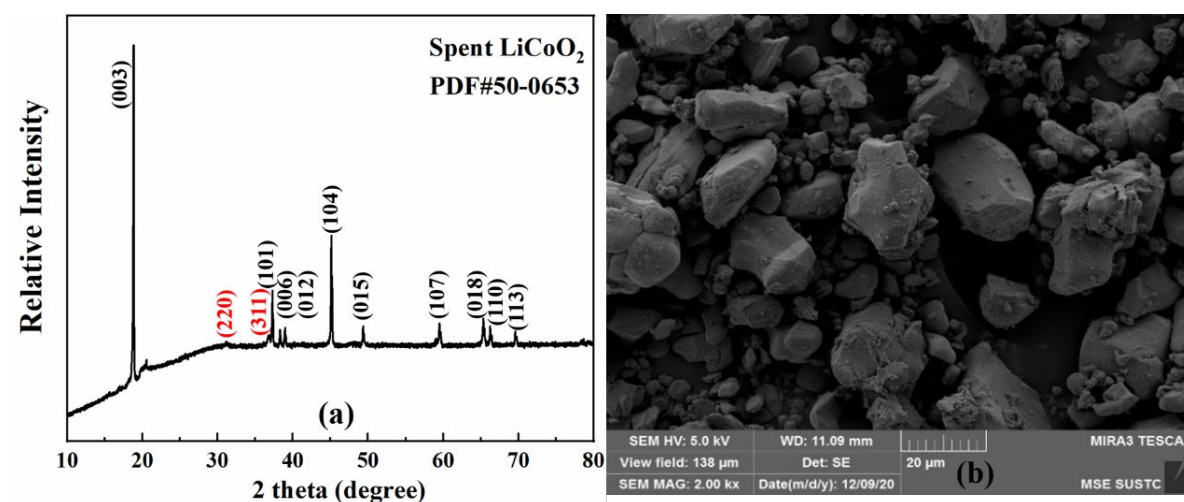 Spent LiCoO₂
PDF#50-0653
Relative Intensity
(003)
(220)
(311)
(101)
(006)
(012)
(104)
(015)
(107)
(018)
(110)
(113)
(a)
10 20 30 40 50 60 70 80
2 theta (degree)
SEM HV: 5.0 kV WD: 11.09 mm MIRA3 TESCA
View field: 138 µm Det: SE 20 µm (b)
SEM MAG: 2.00 kx Date(m/d/y): 12/09/20 MSE SUSTC